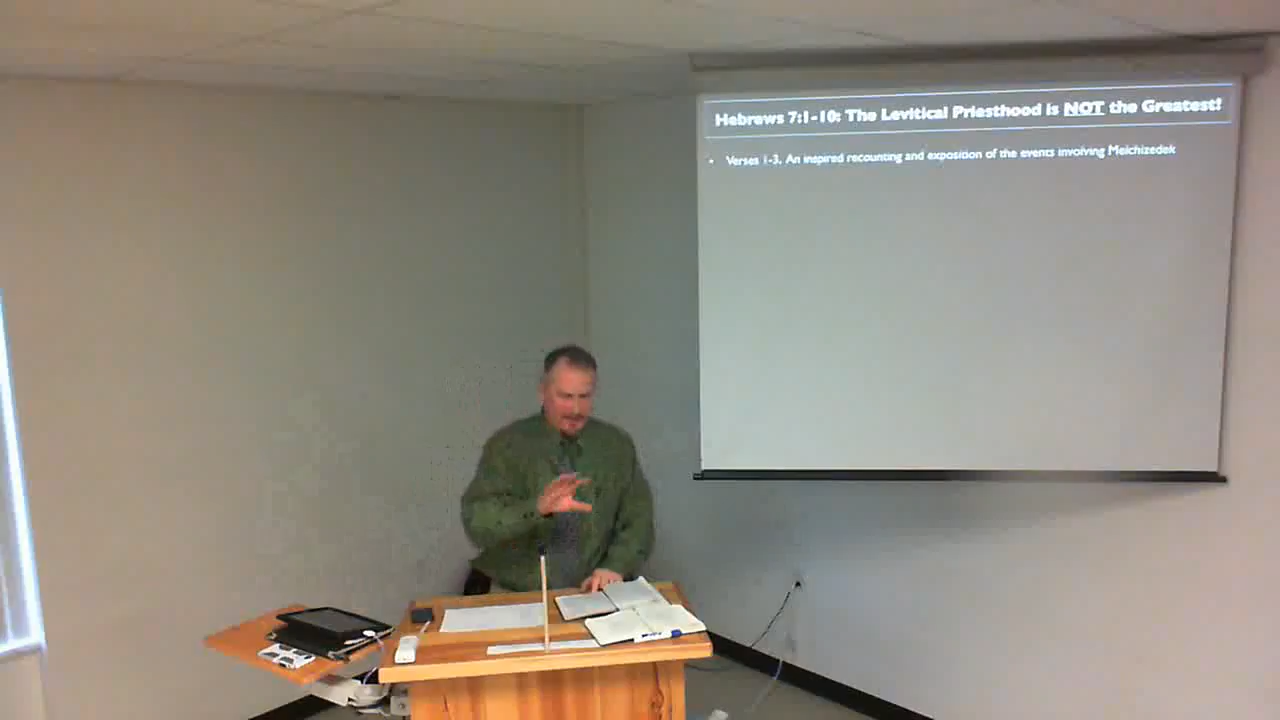 Hebrews 7:1-10: The Levitical Priesthood is NOT the Greatest!
• Verses 1-3, An inspired recounting and exposition of the events involving Melchizedek